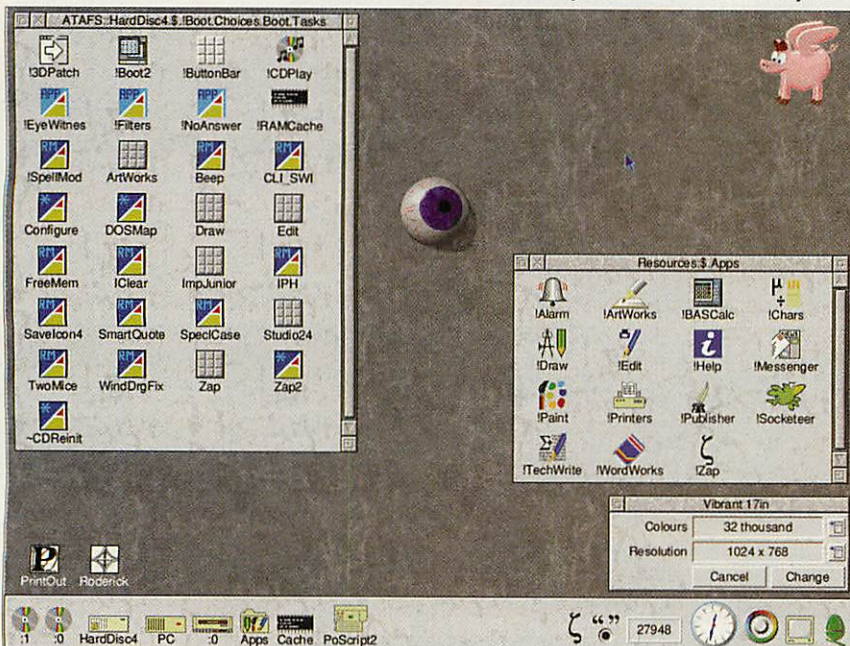 ATAFS::HardDisc4.$.!Boot.Choices.Boot.Tasks
!3DPatch !Boot2 !ButtonBar !CDPlay
!EyeWitnes !Filters !NoAnswer !RAMCache
!SpellMod ArtWorks Beep CLI_SWI
Configure DOSMap Draw Edit
FreeMem IClear ImpJunior IPH
SaveIcon4 SmartQuote SpeclCase Studio24
TwoMice WindDrgFix Zap Zap2
~CDReinit
Resources:$.Apps
!Alarm !ArtWorks !BASCalc !Chars
!Draw !Edit !Help !Messenger
!Paint !Printers !Publisher !Socketeer
!TechWrite !WordWorks !Zap
Vibrant 17in
Colours 32 thousand
Resolution 1024 x 768
Cancel Change
PrintOut Roderick
:1 :0 HardDisc4 PC :0 Apps Cache PoScript2 27948